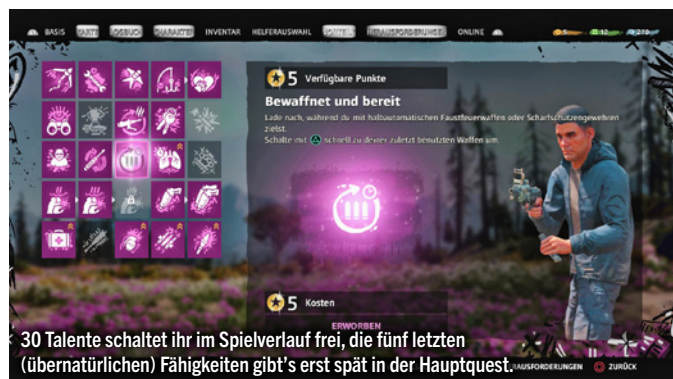 BASIS KARTE LOGBUCH CHARAKTER INVENTAR HELFERAUSWAHL HERAUSFORDERUNGEN ONLINE
5 Verfügbare Punkte
Bewaffnet und bereit
Lade nach, während du mit halbautomatischen Faustfeuerwaffen oder Scharfschützengewehren
zielst.
Schalte mit schnell zu deiner zuletzt benutzten Waffen um.
5 Kosten
ERWORBEN
30 Talente schaltet ihr im Spielverlauf frei, die fünf letzten
(übernatürlichen) Fähigkeiten gibt's erst spät in der Hauptquest.
AUSFORDERUNGEN ZURÜCK